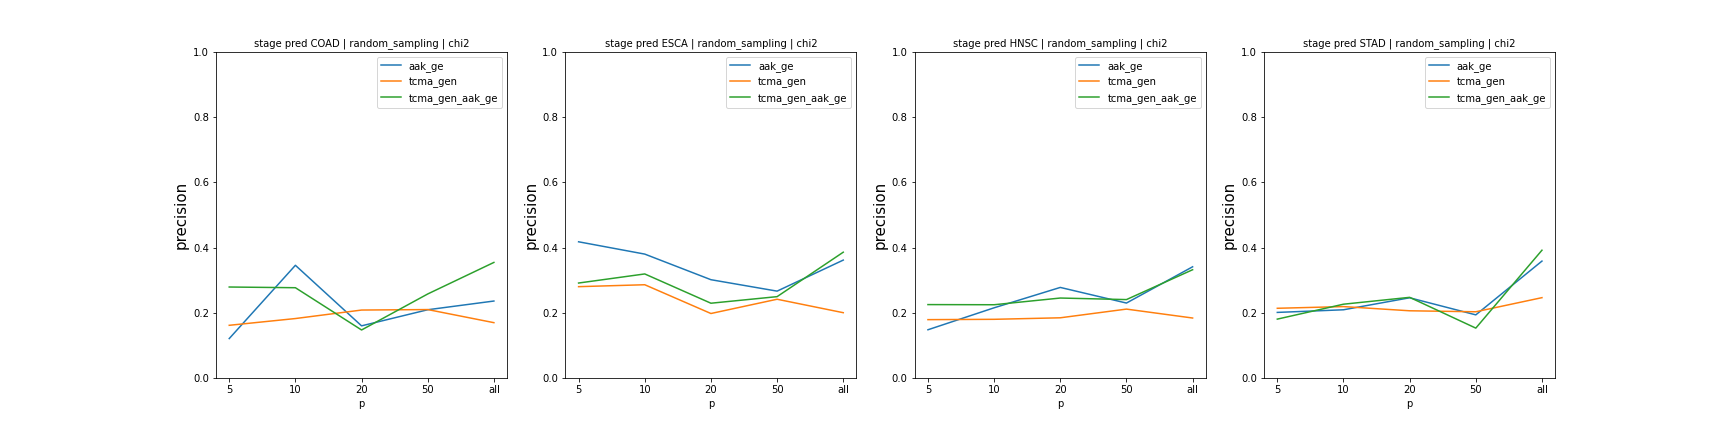 stage pred COAD | random_sampling | chi2
1.0
0.8
0.6
0.4
0.2
0.0
precision
5
10
20
50
all
p
aak_ge
tcma_gen
tcma_gen_aak_ge
stage pred ESCA | random_sampling | chi2
1.0
0.8
0.6
0.4
0.2
0.0
precision
5
10
20
50
all
p
aak_ge
tcma_gen
tcma_gen_aak_ge
stage pred HNSC | random_sampling | chi2
1.0
0.8
0.6
0.4
0.2
0.0
precision
5
10
20
50
all
p
aak_ge
tcma_gen
tcma_gen_aak_ge
stage pred STAD | random_sampling | chi2
1.0
0.8
0.6
0.4
0.2
0.0
precision
5
10
20
50
all
p
aak_ge
tcma_gen
tcma_gen_aak_ge